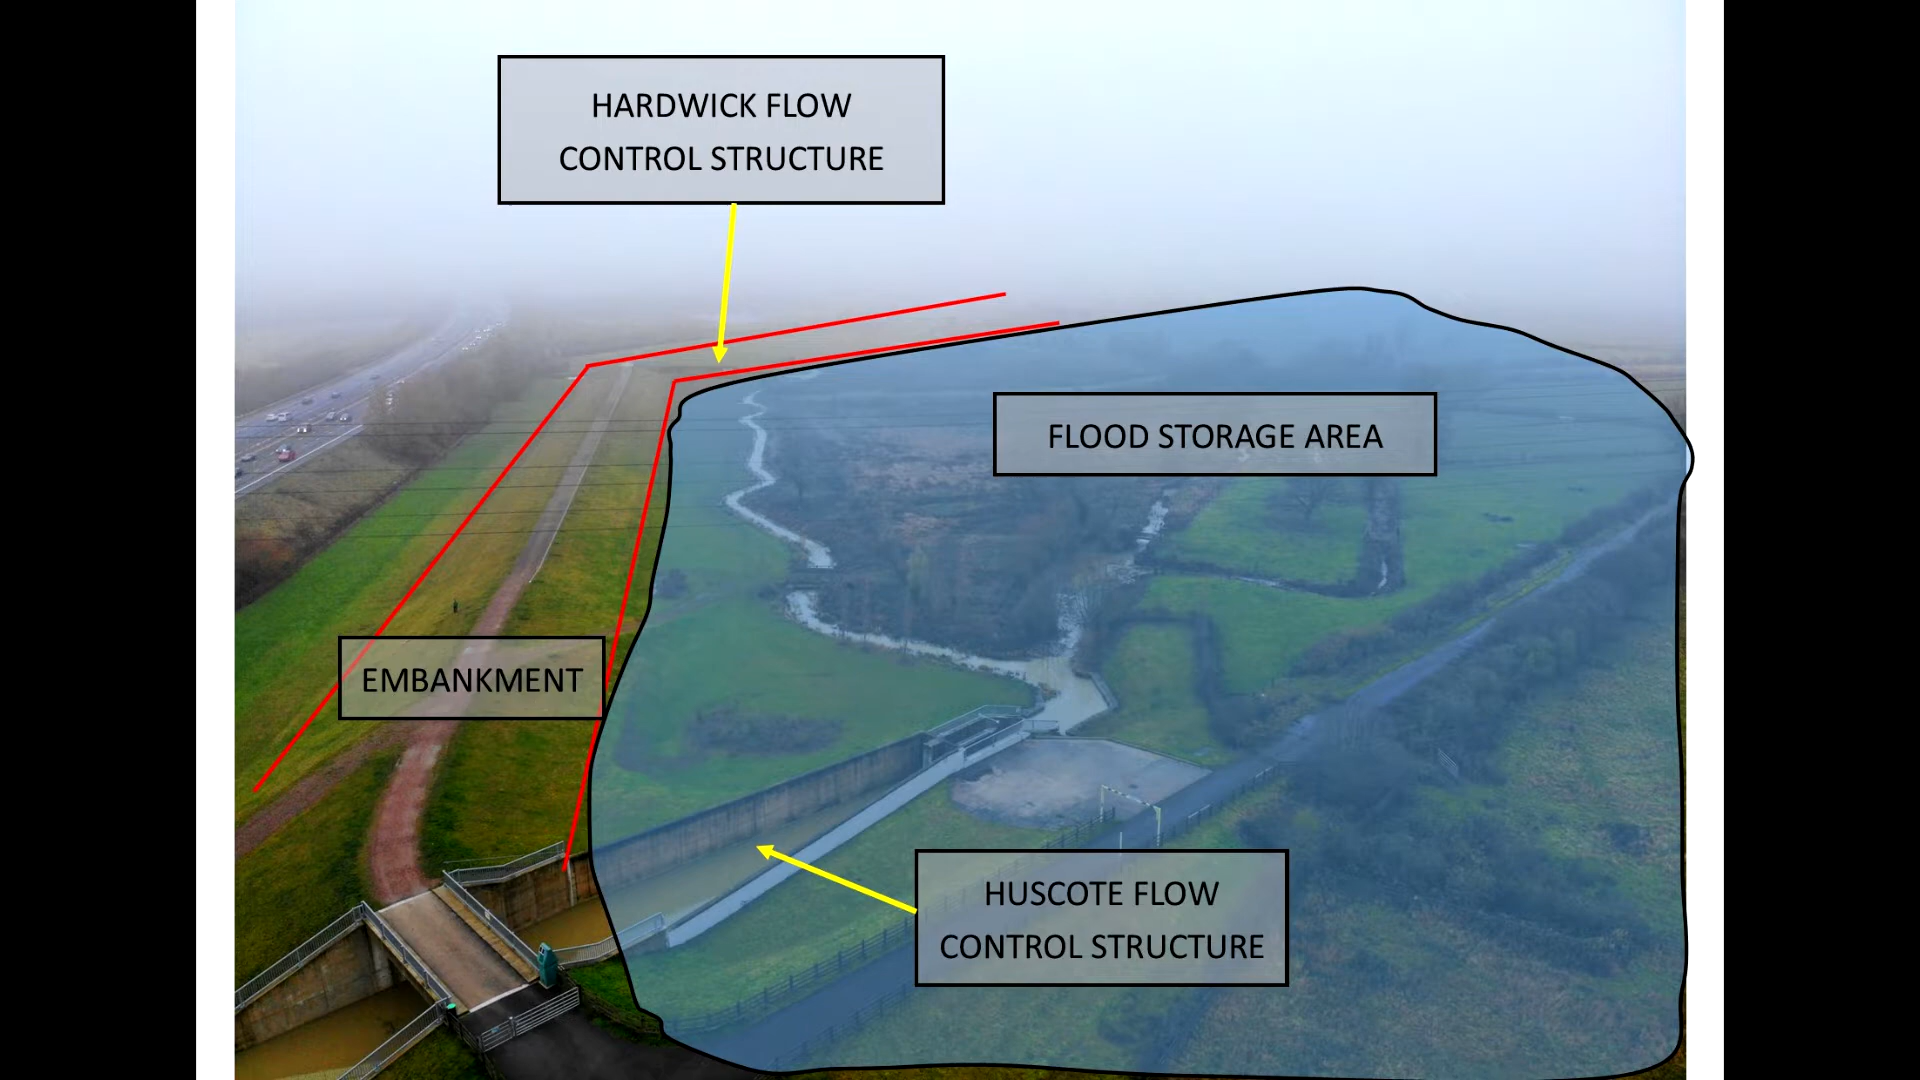 HARDWICK FLOW
CONTROL STRUCTURE
FLOOD STORAGE AREA
EMBANKMENT
HUSCOTE FLOW
CONTROL STRUCTURE